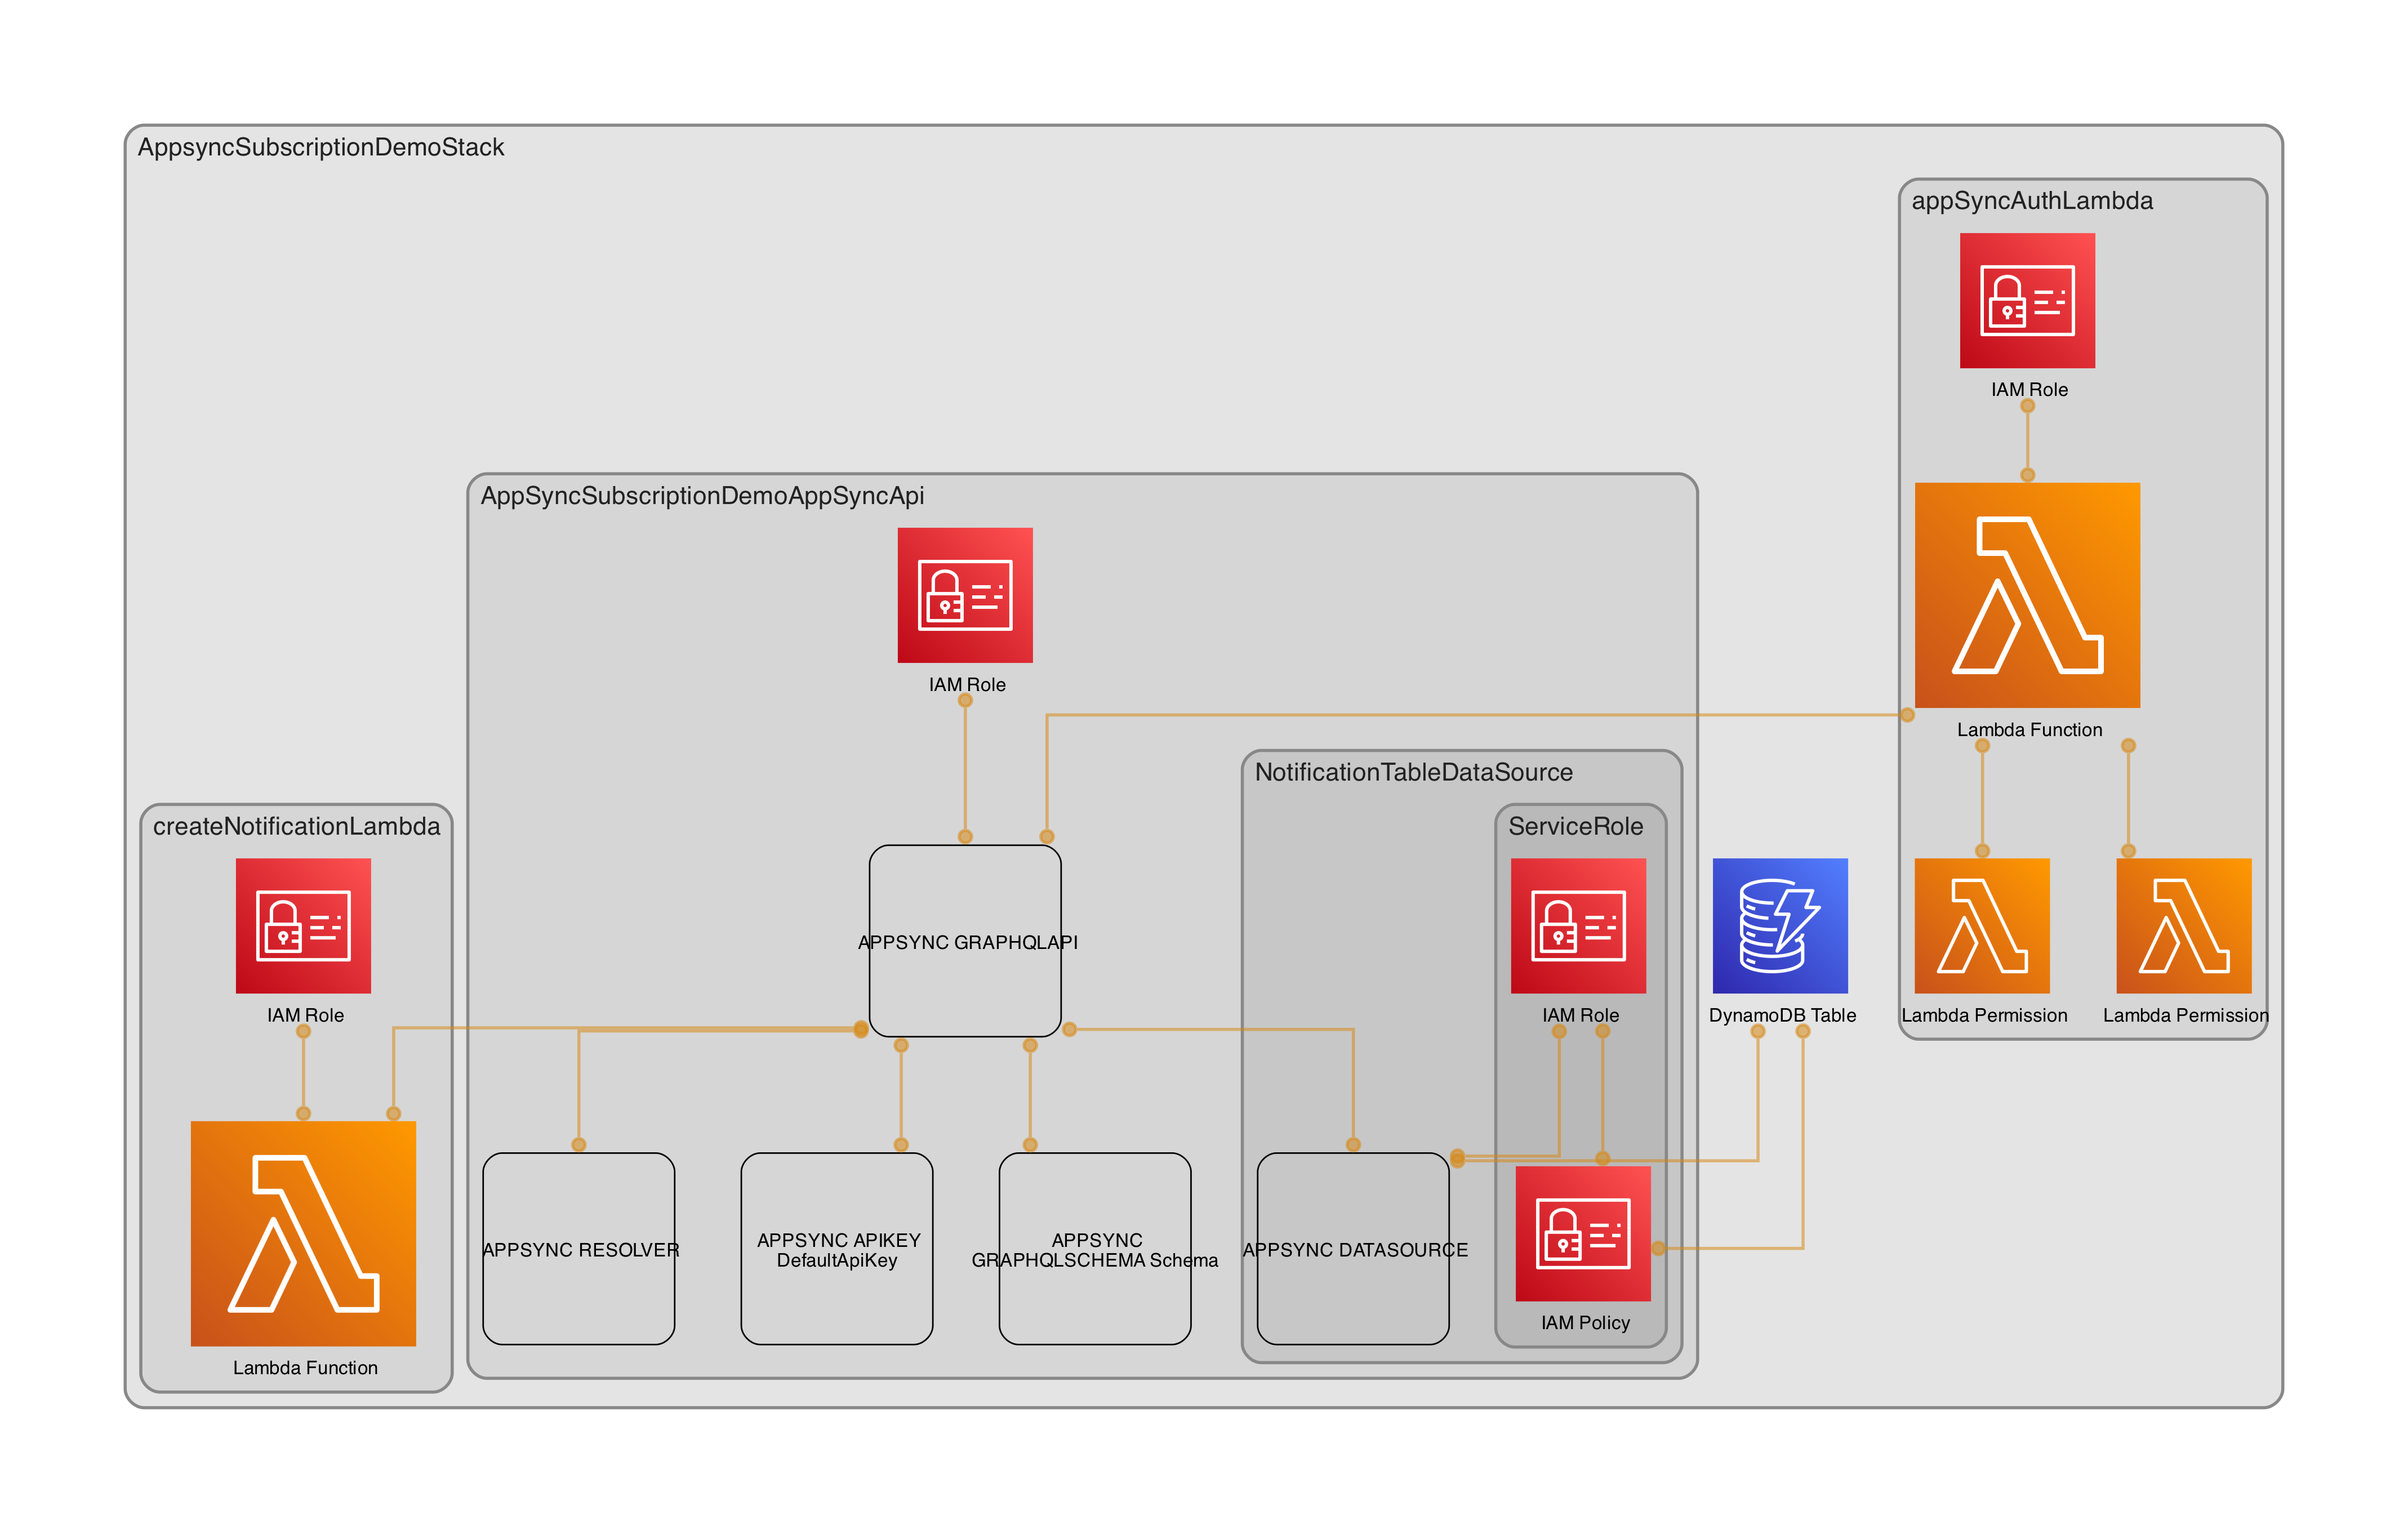 AppsyncSubscriptionDemoStack
appSyncAuthLambda
IAM Role
AppSyncSubscriptionDemoAppSyncApi
IAM Role
Lambda Function
NotificationTableDataSource
createNotificationLambda
ServiceRole
APPSYNC GRAPHQLAPI
IAM Role
IAM Role
DynamoDB Table
Lambda Permission
Lambda Permission
APPSYNC RESOLVER
APPSYNC APIKEY
DefaultApiKey
APPSYNC
GRAPHQLSCHEMA Schema
APPSYNC DATASOURCE
IAM Policy
Lambda Function